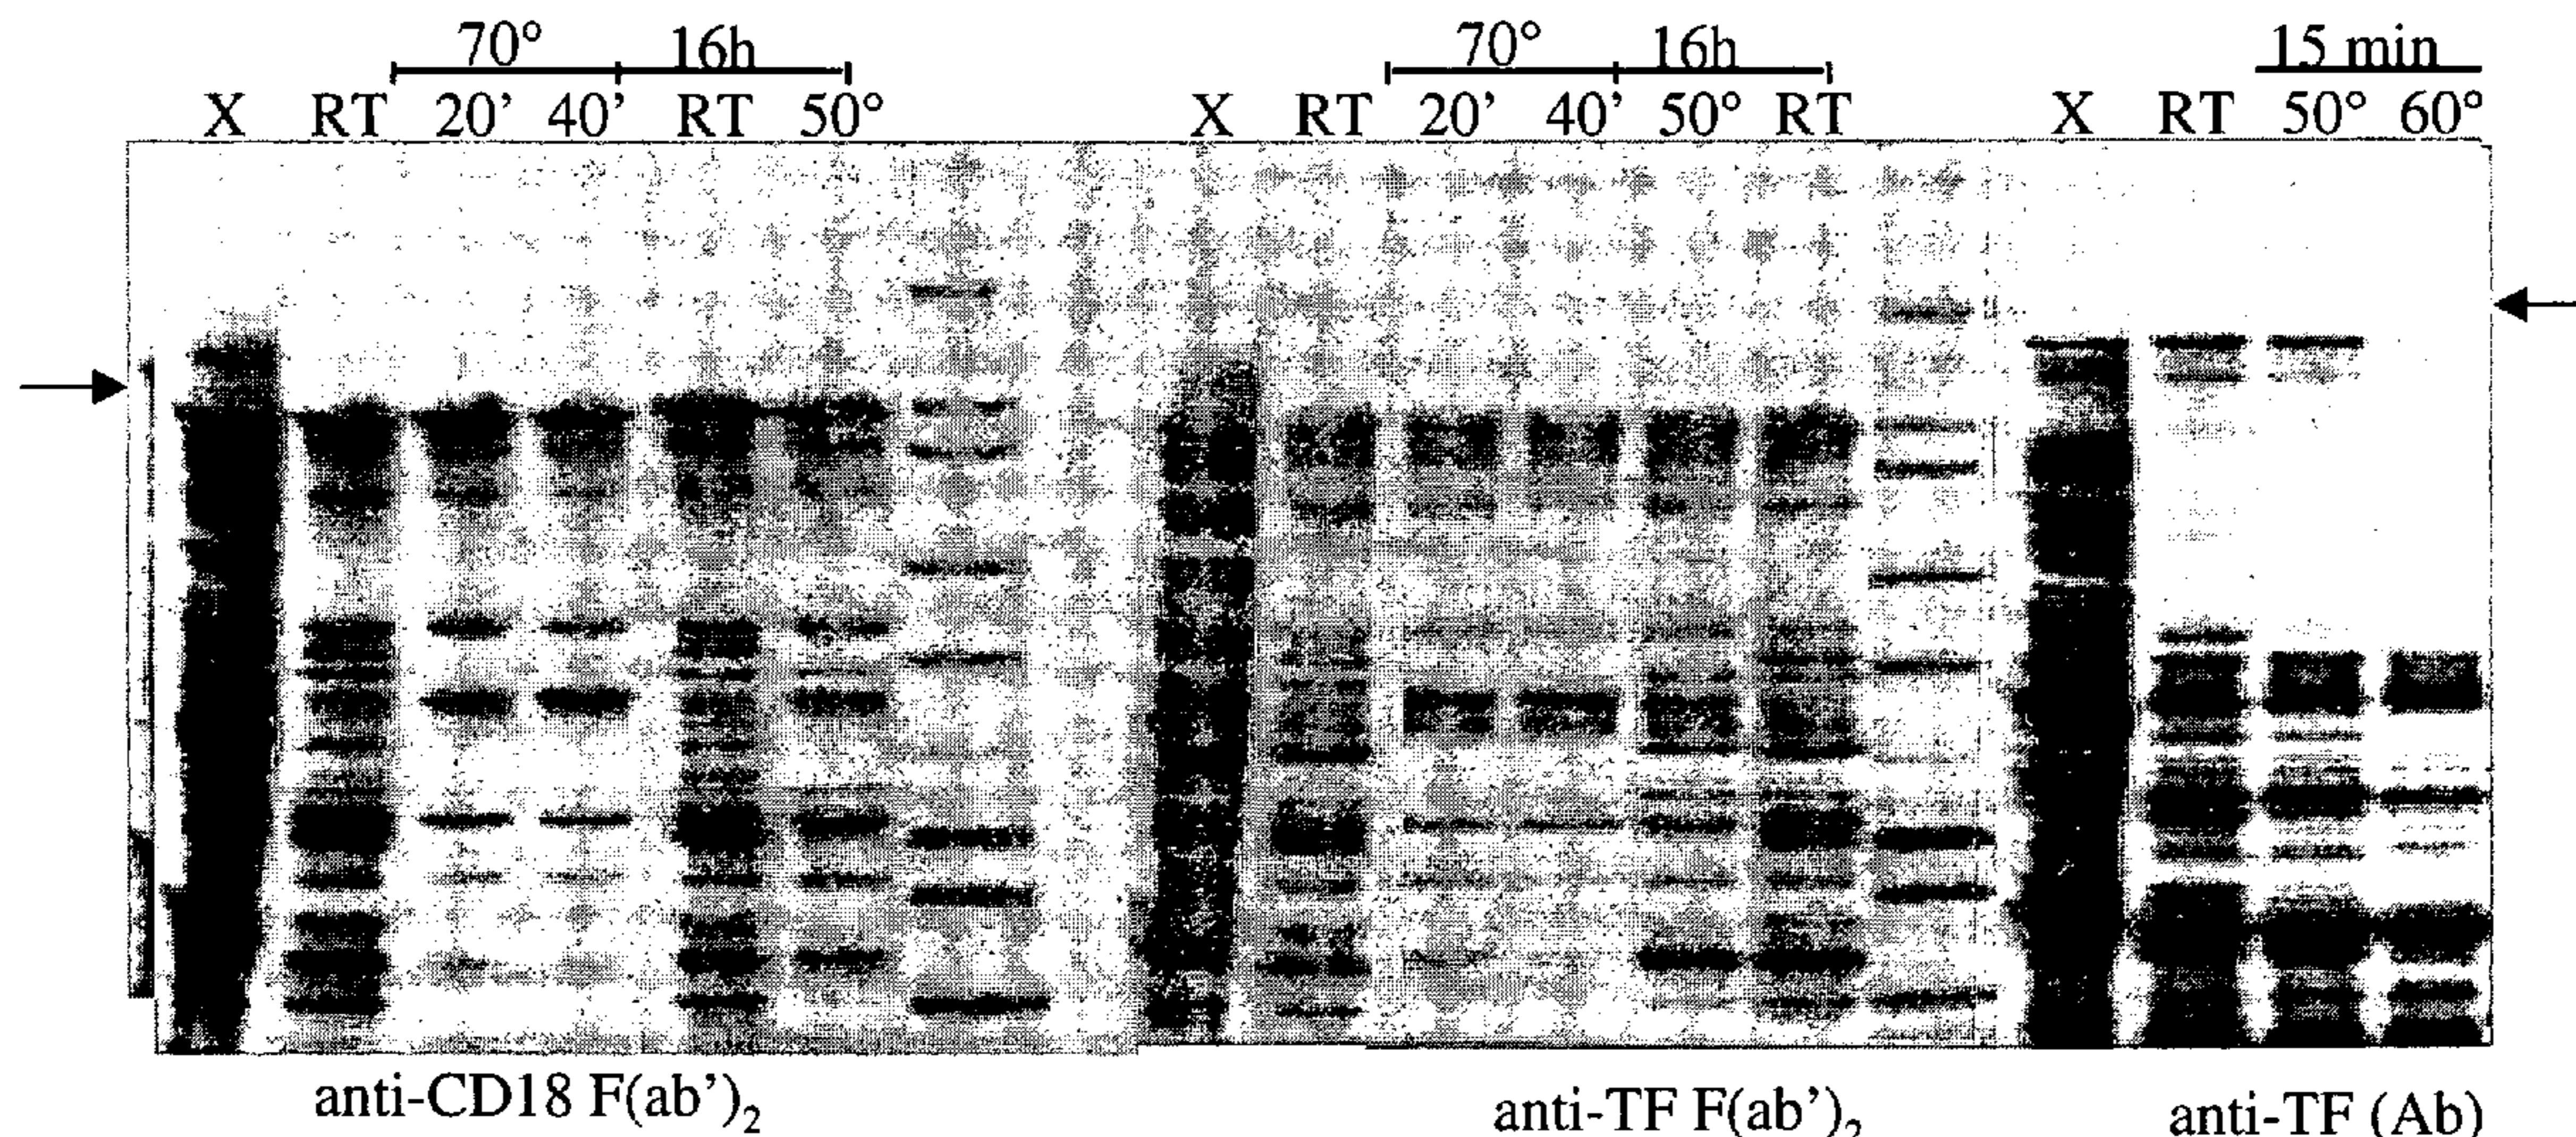 70° 16h 70° 16h 15 min
X RT 20’ 40’ RT 50° X RT 20’ 40’ 50° RT X RT 50° 60°
anti-CD18 F(ab’)₂ anti-TF F(ab’)₂ anti-TF (Ab)